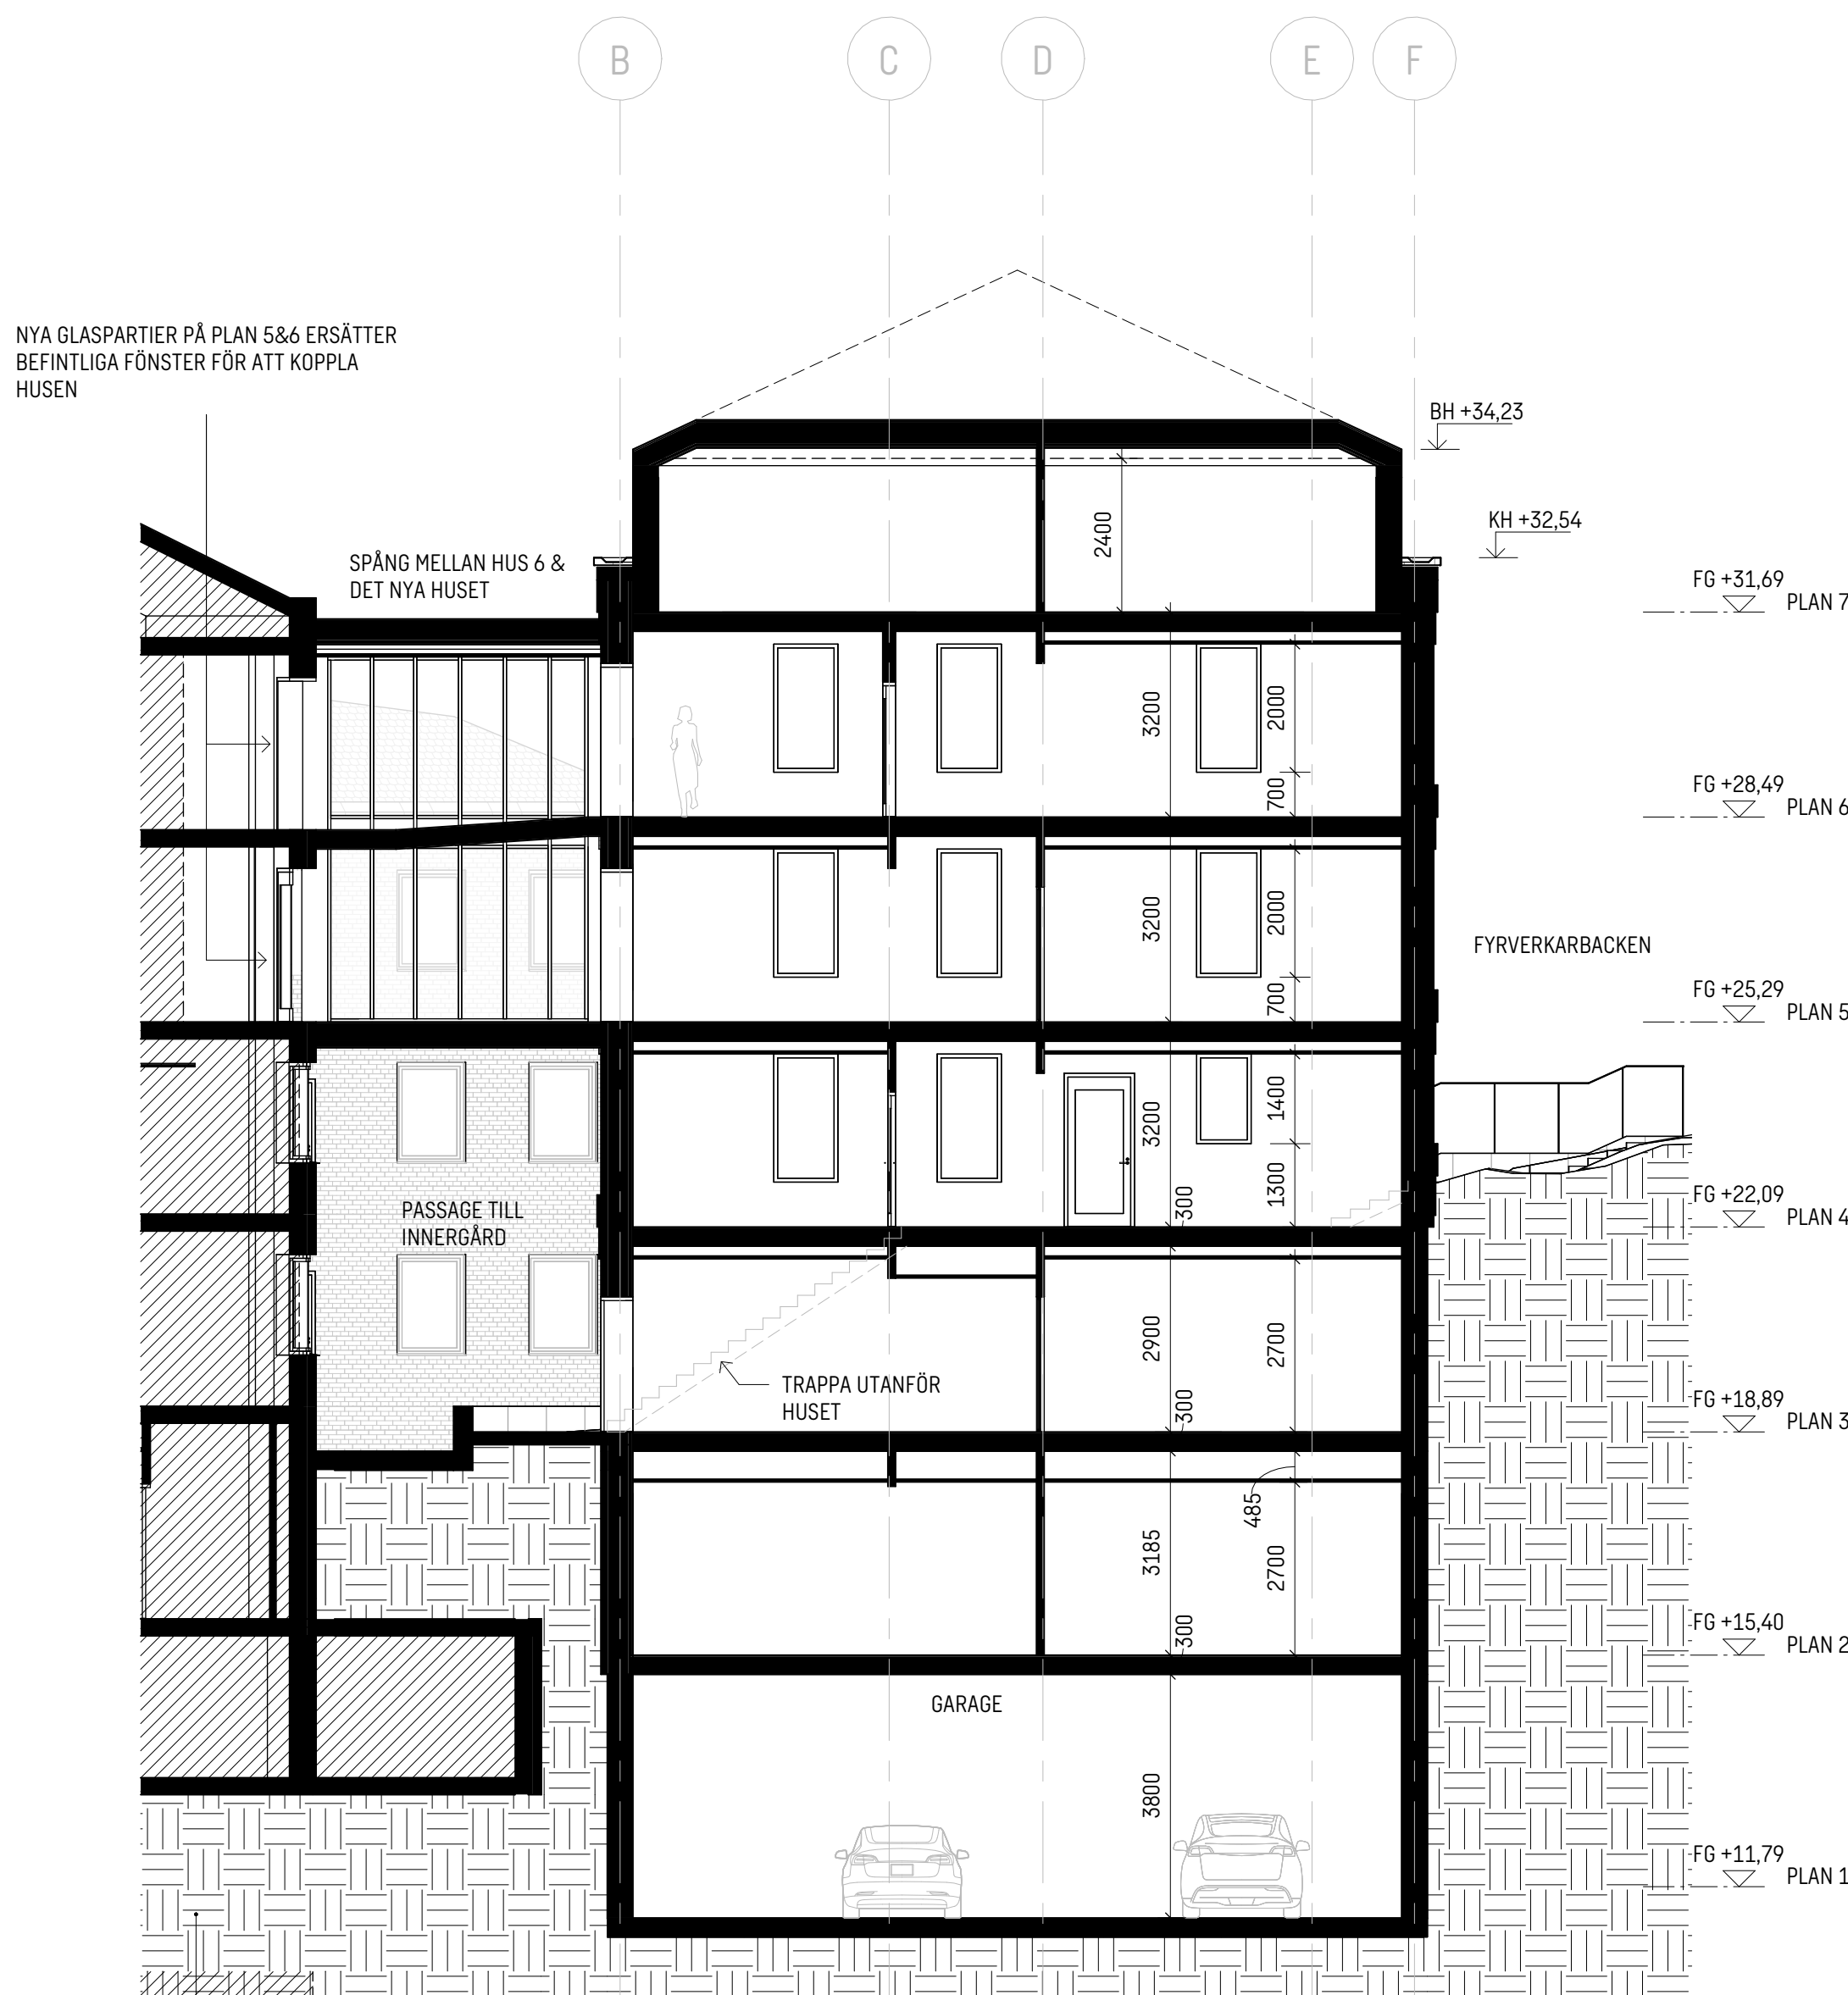 B
C
D
E
F
NYA GLASPARTIER PÅ PLAN 5&6 ERSÄTTER
BEFINTLIGA FÖNSTER FÖR ATT KOPPLA
HUSEN
BH +34,23
KH +32,54
SPÅNG MELLAN HUS 6 &
DET NYA HUSET
2400
FG +31,69
PLAN 7
3200
2000
700
FG +28,49
PLAN 6
3200
2000
700
FYRVERKARBACKEN
FG +25,29
PLAN 5
3200
1400
1300
300
PASSAGE TILL
INNERGÅRD
FG +22,09
PLAN 4
2900
2700
300
TRAPPA UTANFÖR
HUSET
FG +18,89
PLAN 3
485
3185
2700
300
FG +15,40
PLAN 2
GARAGE
3800
FG +11,79
PLAN 1